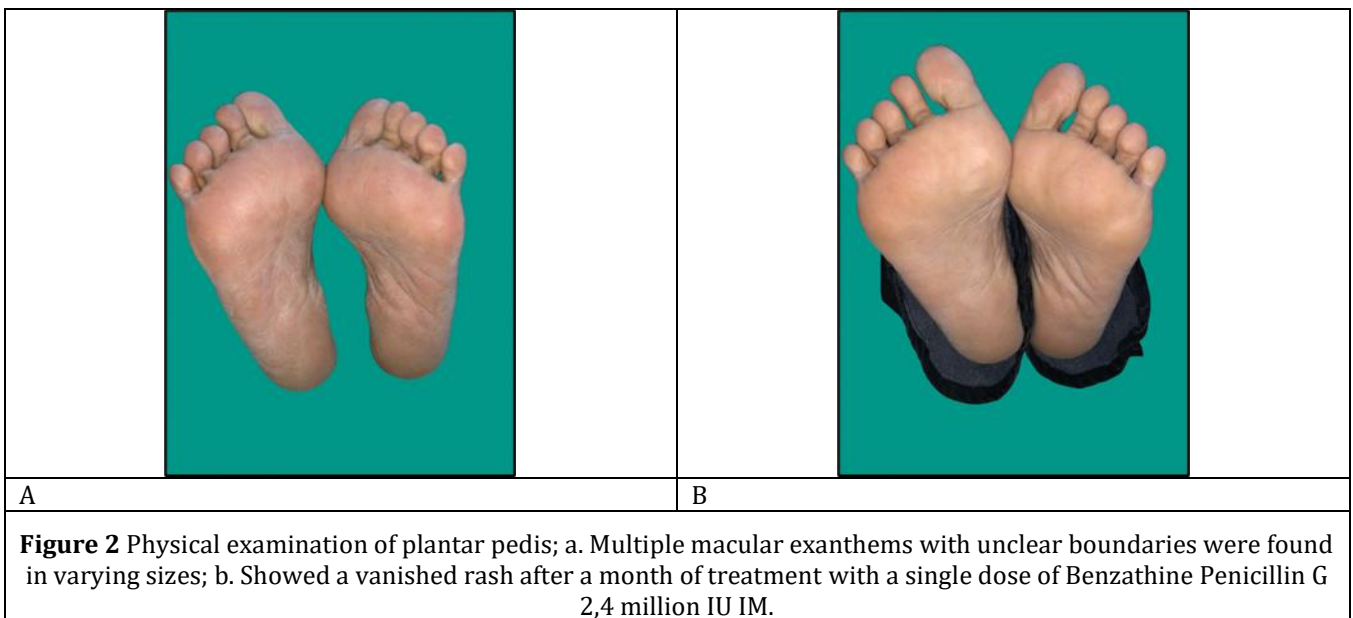 A
B
Figure 2 Physical examination of plantar pedis; a. Multiple macular exanthems with unclear boundaries were found
in varying sizes; b. Showed a vanished rash after a month of treatment with a single dose of Benzathine Penicillin G
2,4 million IU IM.